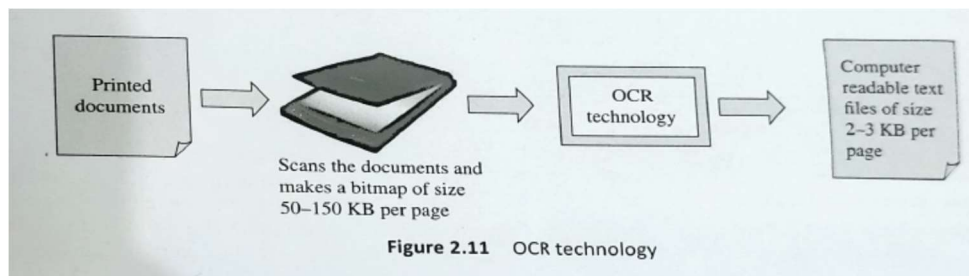 Printed
documents
Scans the documents and
makes a bitmap of size
50–150 KB per page
OCR
technology
Computer
readable text
files of size
2–3 KB per
page
Figure 2.11 OCR technology